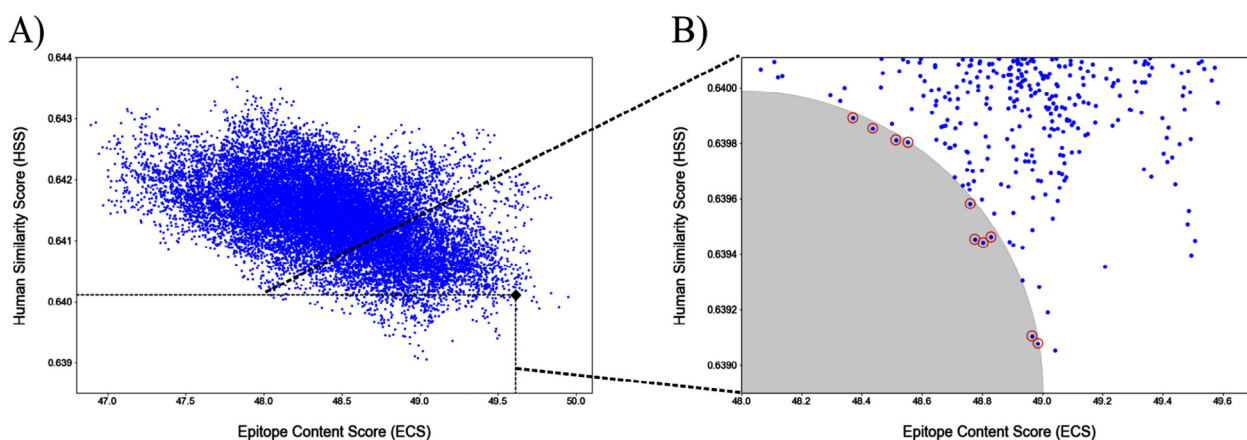 A)
B)
0.644
0.643
0.642
0.641
0.640
0.639
Human Similarity Score (HSS)
47.0 47.5 48.0 48.5 49.0 49.5 50.0
Epitope Content Score (ECS)
0.6400
0.6398
0.6396
0.6394
0.6392
0.6390
Human Similarity Score (HSS)
48.0 48.2 48.4 48.6 48.8 49.0 49.2 49.4 49.6
Epitope Content Score (ECS)